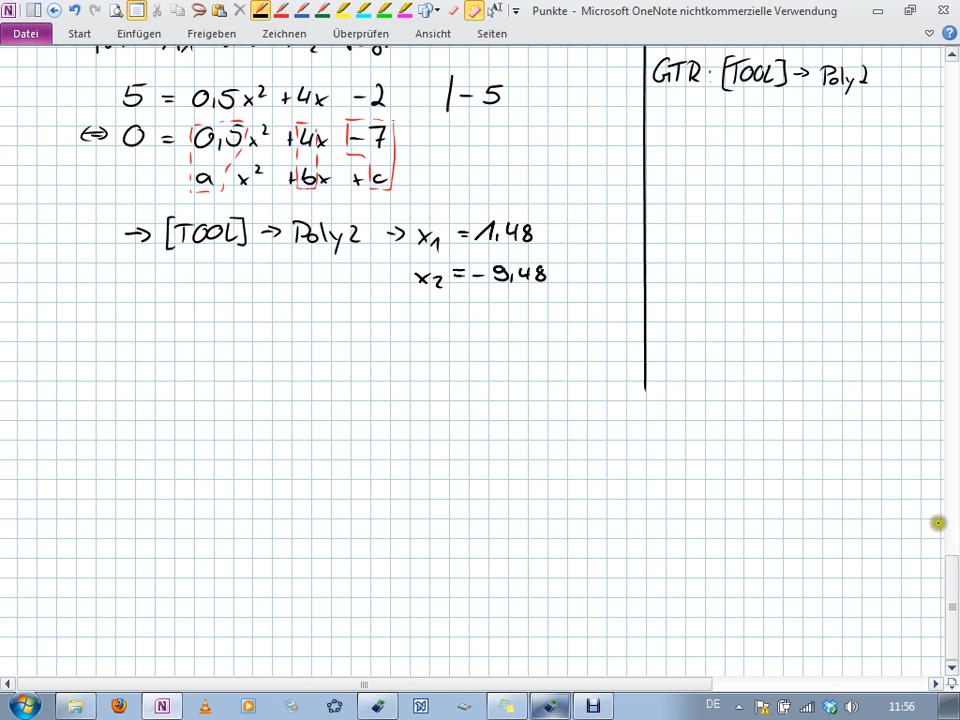 Punkte - Microsoft OneNote nichtkommerzielle Verwendung
Datei Start Einfügen Freigeben Zeichnen Überprüfen Ansicht Seiten
5 = 0,5x² +4x -2 |-5
⇔ 0 = 0,5x² +4x -7
a x² +bx +c
→ [TOOL] → Poly2 → x₁ = 1,48
x₂ = -9,48
GTR: [TOOL] → Poly2
DE 11:56